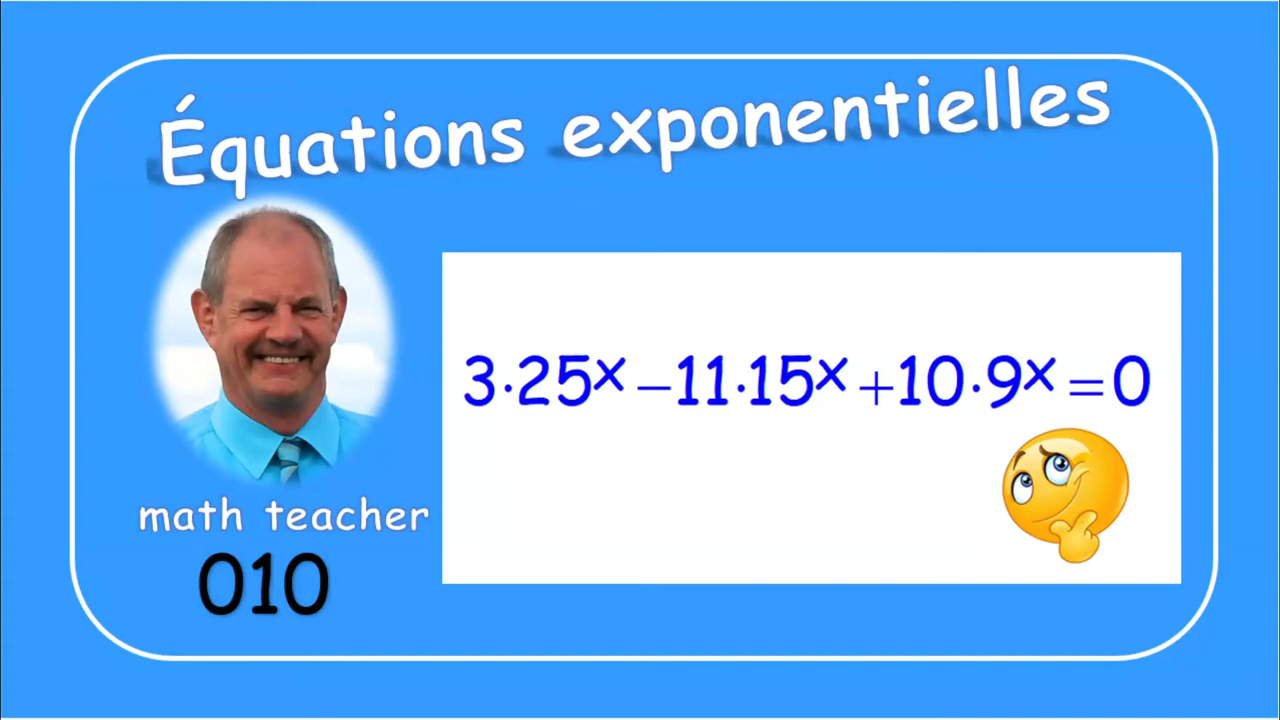 Équations exponentielles
3·25ˣ −11·15ˣ +10·9ˣ =0
math teacher
010